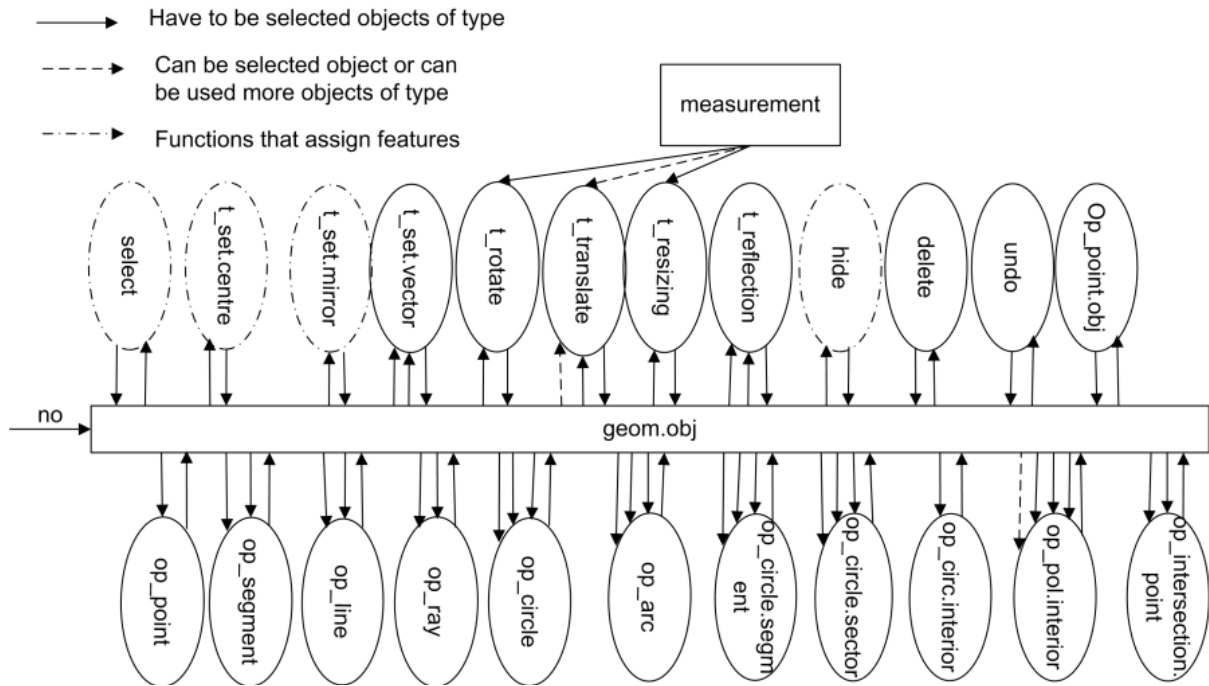 Have to be selected objects of type
Can be selected object or can
be used more objects of type
Functions that assign features
measurement
select
t_set.centre
t_set.mirror
t_set.vector
t_rotate
t_translate
t_resizing
t_reflection
hide
delete
undo
Op_point.obj
no
geom.obj
op_point
op_segment
op_line
op_ray
op_circle
op_arc
op_circle.segm
ent
op_circle.sector
op_circ.interior
op_pol.interior
op_intersection.
point